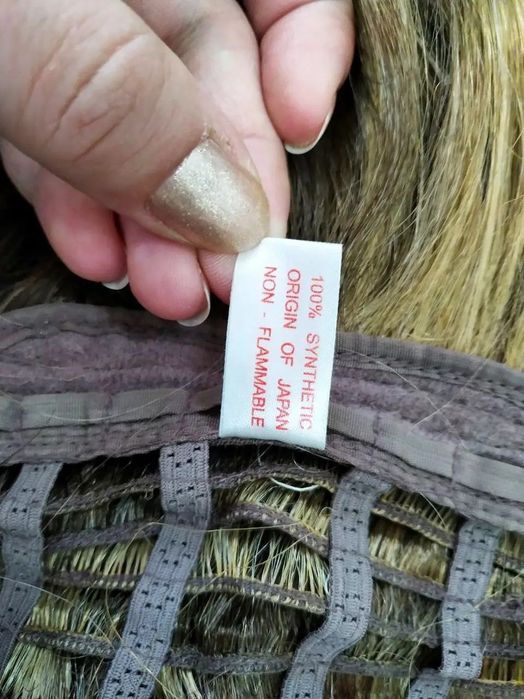 100% SYNTHETIC
ORIGIN OF JAPAN
NON - FLAMMABLE